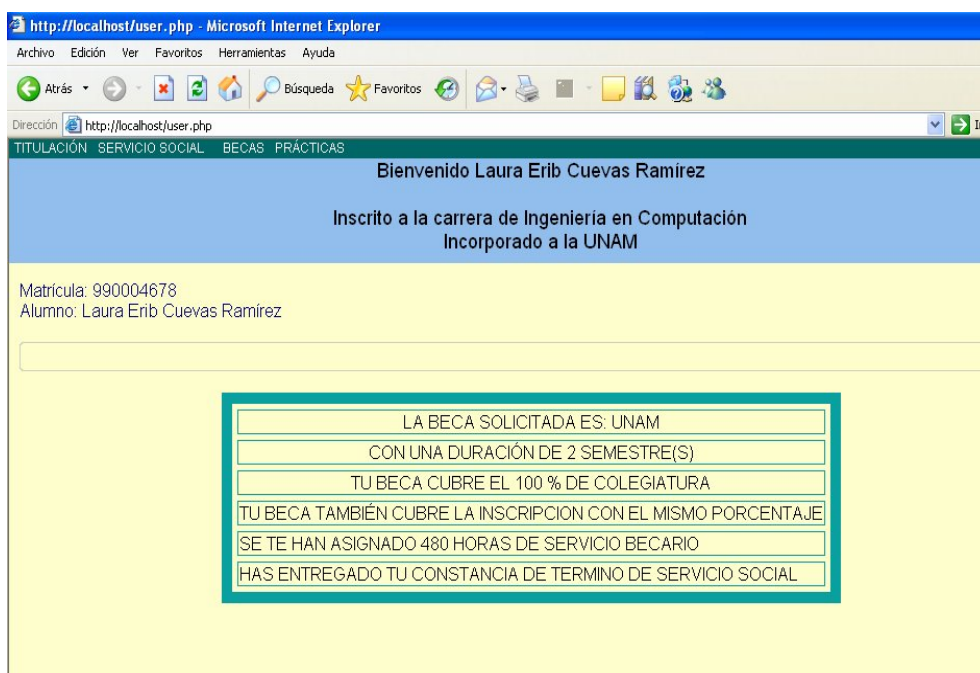 http://localhost/user.php - Microsoft Internet Explorer
Archivo Edición Ver Favoritos Herramientas Ayuda
Atrás Búsqueda Favoritos
Dirección http://localhost/user.php
TITULACIÓN SERVICIO SOCIAL BECAS PRÁCTICAS
Bienvenido Laura Erib Cuevas Ramírez
Inscrito a la carrera de Ingeniería en Computación
Incorporado a la UNAM
Matrícula: 990004678
Alumno: Laura Erib Cuevas Ramírez
LA BECA SOLICITADA ES: UNAM
CON UNA DURACIÓN DE 2 SEMESTRE(S)
TU BECA CUBRE EL 100 % DE COLEGIATURA
TU BECA TAMBIÉN CUBRE LA INSCRIPCION CON EL MISMO PORCENTAJE
SE TE HAN ASIGNADO 480 HORAS DE SERVICIO BECARIO
HAS ENTREGADO TU CONSTANCIA DE TERMINO DE SERVICIO SOCIAL